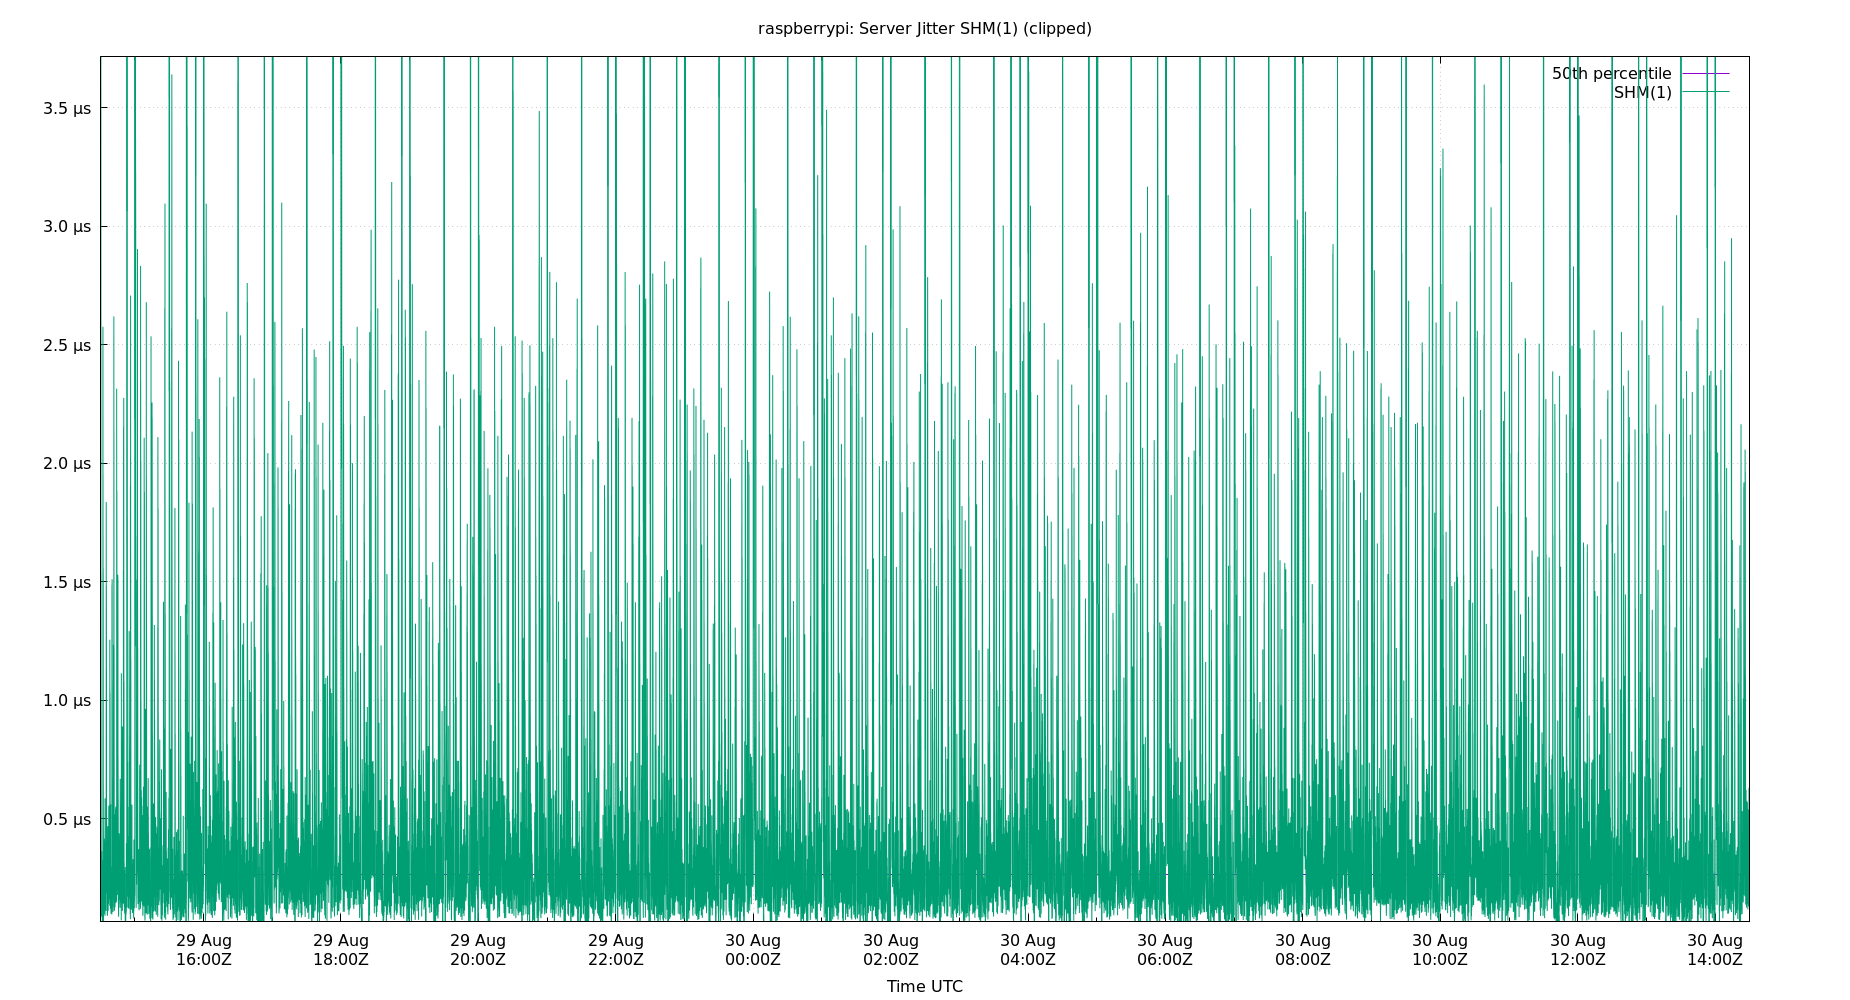 raspberrypi: Server Jitter SHM(1) (clipped)
50th percentile
SHM(1)
3.5 µs
3.0 µs
2.5 µs
2.0 µs
1.5 µs
1.0 µs
0.5 µs
29 Aug 29 Aug 29 Aug 29 Aug 30 Aug 30 Aug 30 Aug 30 Aug 30 Aug 30 Aug 30 Aug 30 Aug
16:00Z 18:00Z 20:00Z 22:00Z 00:00Z 02:00Z 04:00Z 06:00Z 08:00Z 10:00Z 12:00Z 14:00Z
Time UTC